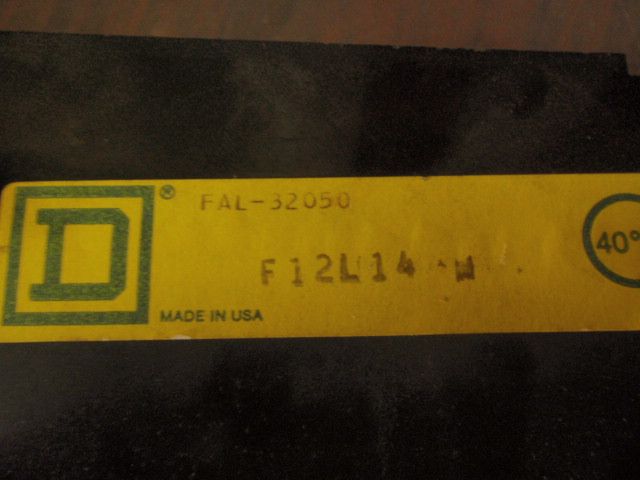 D®
FAL-32050
F12L14 W
MADE IN USA
40°